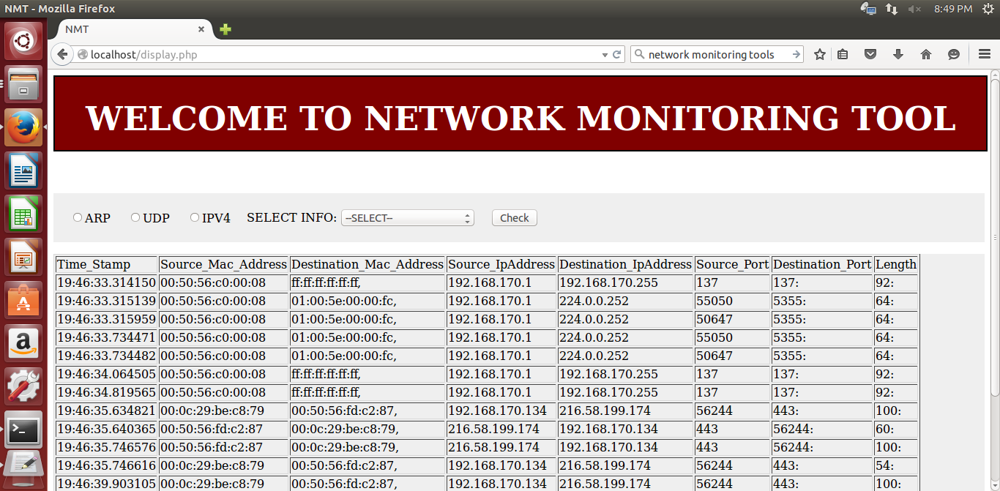 NMT - Mozilla Firefox 8:49 PM
NMT
localhost/display.php network monitoring tools
WELCOME TO NETWORK MONITORING TOOL
ARP UDP IPV4 SELECT INFO: --SELECT-- Check
Time_Stamp Source_Mac_Address Destination_Mac_Address Source_IpAddress Destination_IpAddress Source_Port Destination_Port Length
19:46:33.314150 00:50:56:c0:00:08 ff:ff:ff:ff:ff:ff, 192.168.170.1 192.168.170.255 137 137: 92:
19:46:33.315139 00:50:56:c0:00:08 01:00:5e:00:00:fc, 192.168.170.1 224.0.0.252 55050 5355: 64:
19:46:33.315959 00:50:56:c0:00:08 01:00:5e:00:00:fc, 192.168.170.1 224.0.0.252 50647 5355: 64:
19:46:33.734471 00:50:56:c0:00:08 01:00:5e:00:00:fc, 192.168.170.1 224.0.0.252 55050 5355: 64:
19:46:33.734482 00:50:56:c0:00:08 01:00:5e:00:00:fc, 192.168.170.1 224.0.0.252 50647 5355: 64:
19:46:34.064505 00:50:56:c0:00:08 ff:ff:ff:ff:ff:ff, 192.168.170.1 192.168.170.255 137 137: 92:
19:46:34.819565 00:50:56:c0:00:08 ff:ff:ff:ff:ff:ff, 192.168.170.1 192.168.170.255 137 137: 92:
19:46:35.634821 00:0c:29:be:c8:79 00:50:56:fd:c2:87, 192.168.170.134 216.58.199.174 56244 443: 100:
19:46:35.640365 00:50:56:fd:c2:87 00:0c:29:be:c8:79, 216.58.199.174 192.168.170.134 443 56244: 60:
19:46:35.746576 00:50:56:fd:c2:87 00:0c:29:be:c8:79, 216.58.199.174 192.168.170.134 443 56244: 100:
19:46:35.746616 00:0c:29:be:c8:79 00:50:56:fd:c2:87, 192.168.170.134 216.58.199.174 56244 443: 54:
19:46:39.903105 00:0c:29:be:c8:79 00:50:56:fd:c2:87, 192.168.170.134 216.58.199.174 56244 443: 100: